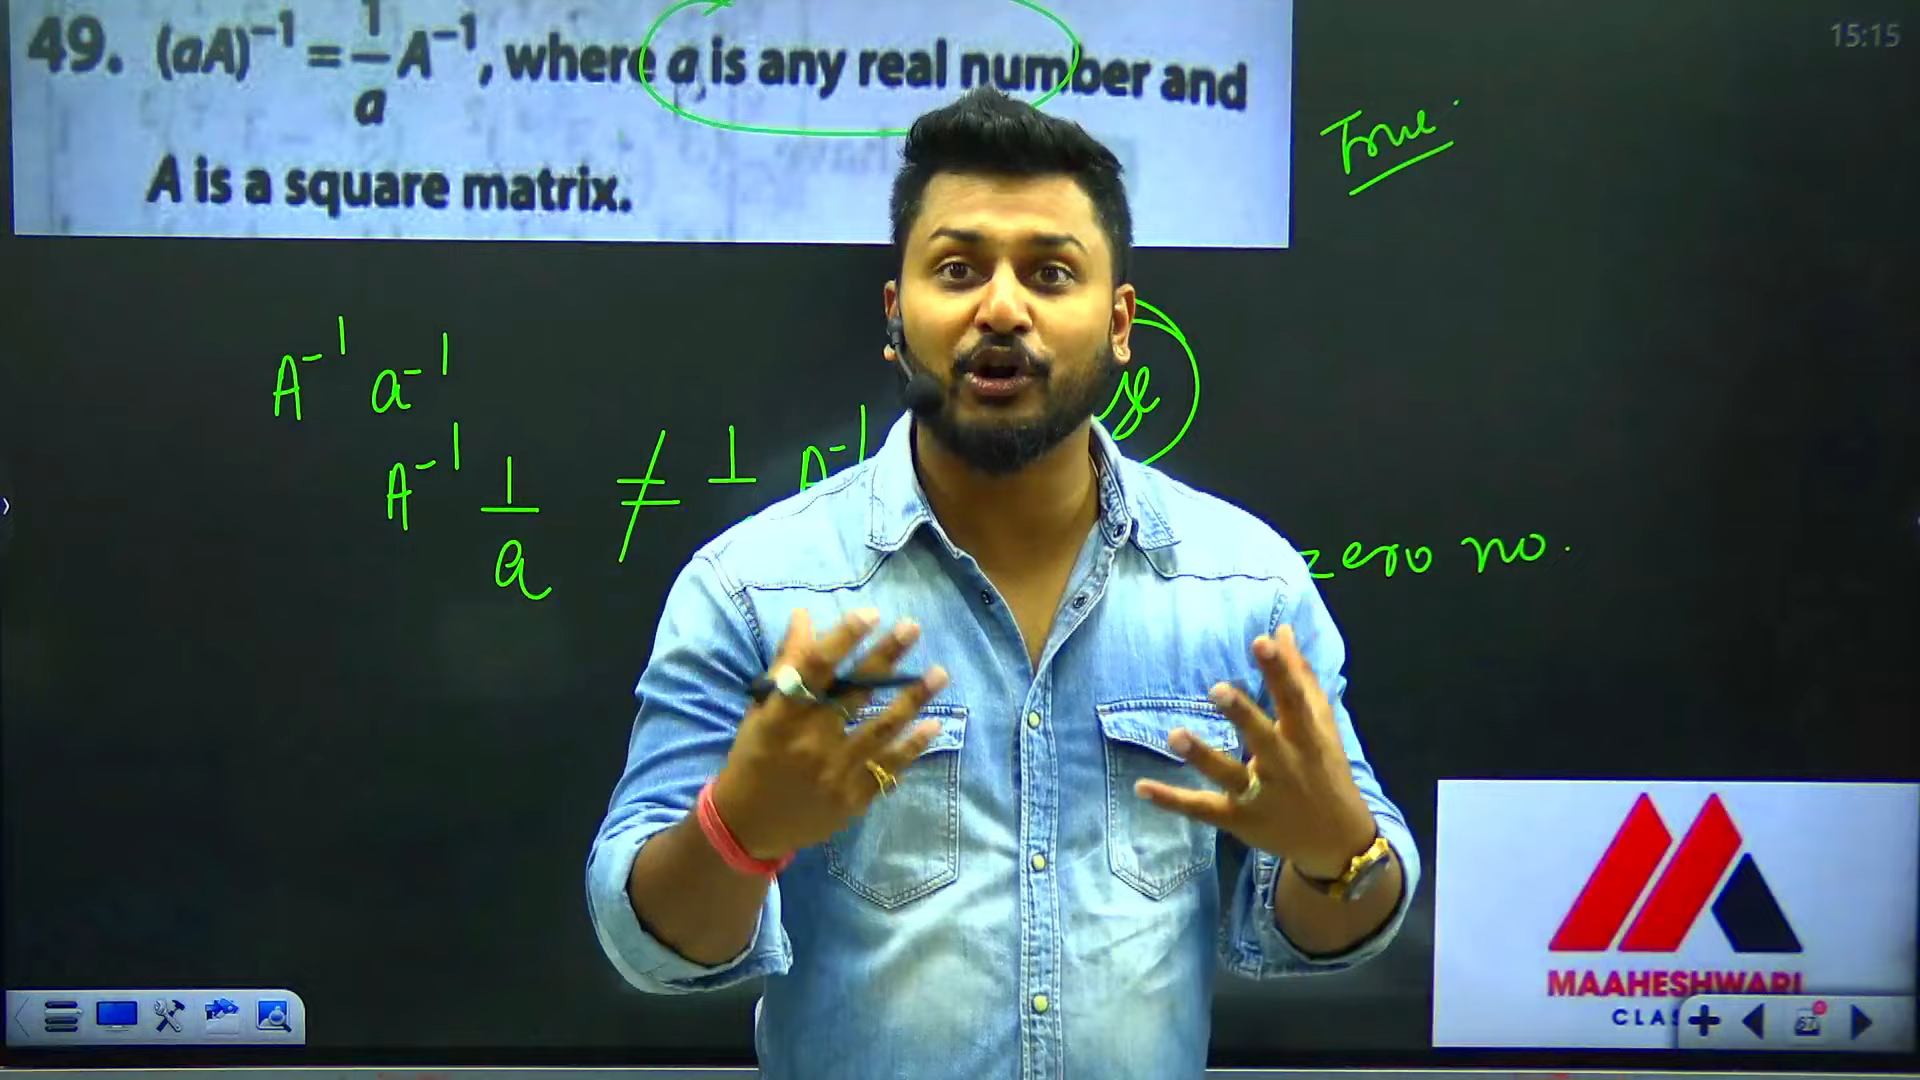 15:15
49. (aA)⁻¹ = 1/a A⁻¹, where a is any real number and
A is a square matrix.
True
A⁻¹ a⁻¹
A⁻¹ 1/a ≠ 1 A⁻¹
zero no.
MAAHESHWARI